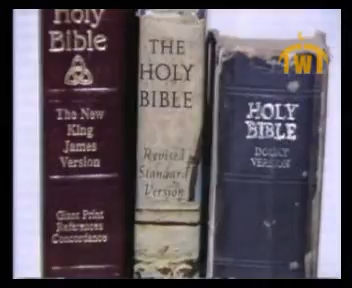 Holy
Bible
The New
King
James
Version
Giant Print
References
Concordance
THE
HOLY
BIBLE
Revised
Standard
Version
HOLY
BIBLE
DOUAY
VERSION
W